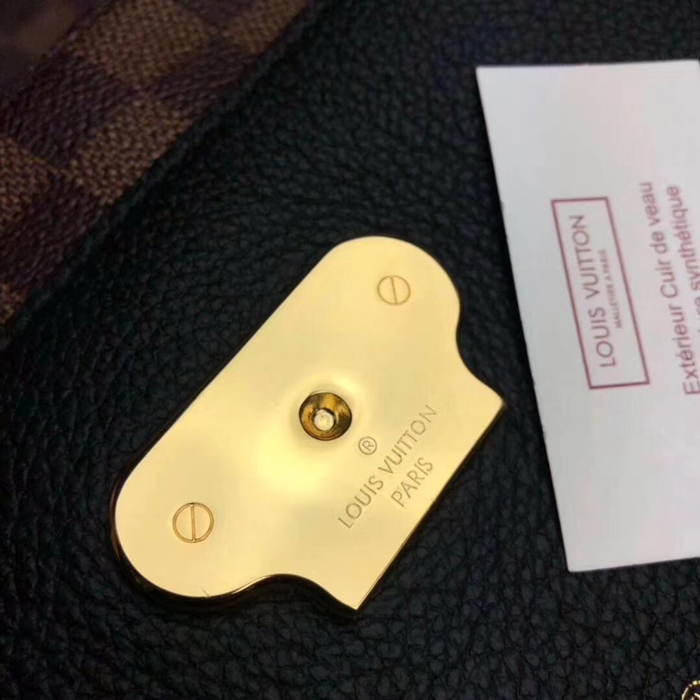 ®
LOUIS VUITTON
PARIS
LOUIS VUITTON
MALLETIER A PARIS
Extérieur Cuir de veau
synthétique